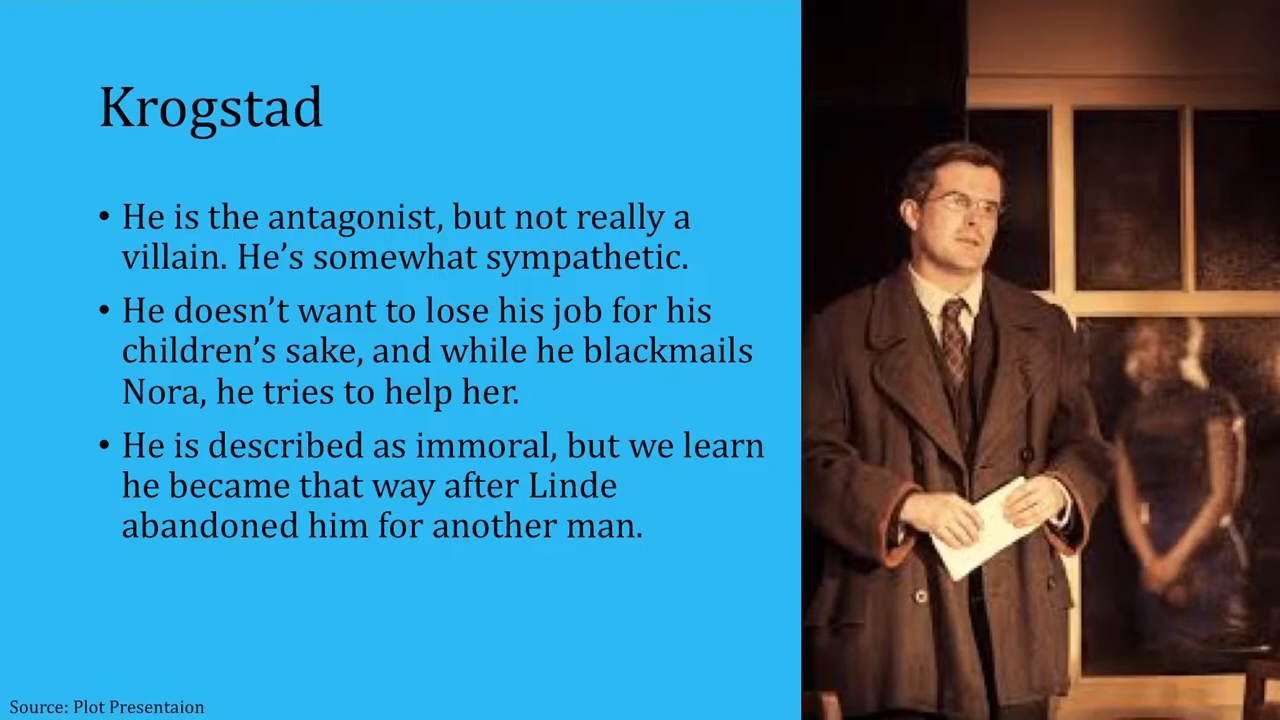 Krogstad
• He is the antagonist, but not really a
villain. He’s somewhat sympathetic.
• He doesn’t want to lose his job for his
children’s sake, and while he blackmails
Nora, he tries to help her.
• He is described as immoral, but we learn
he became that way after Linde
abandoned him for another man.
Source: Plot Presentaion